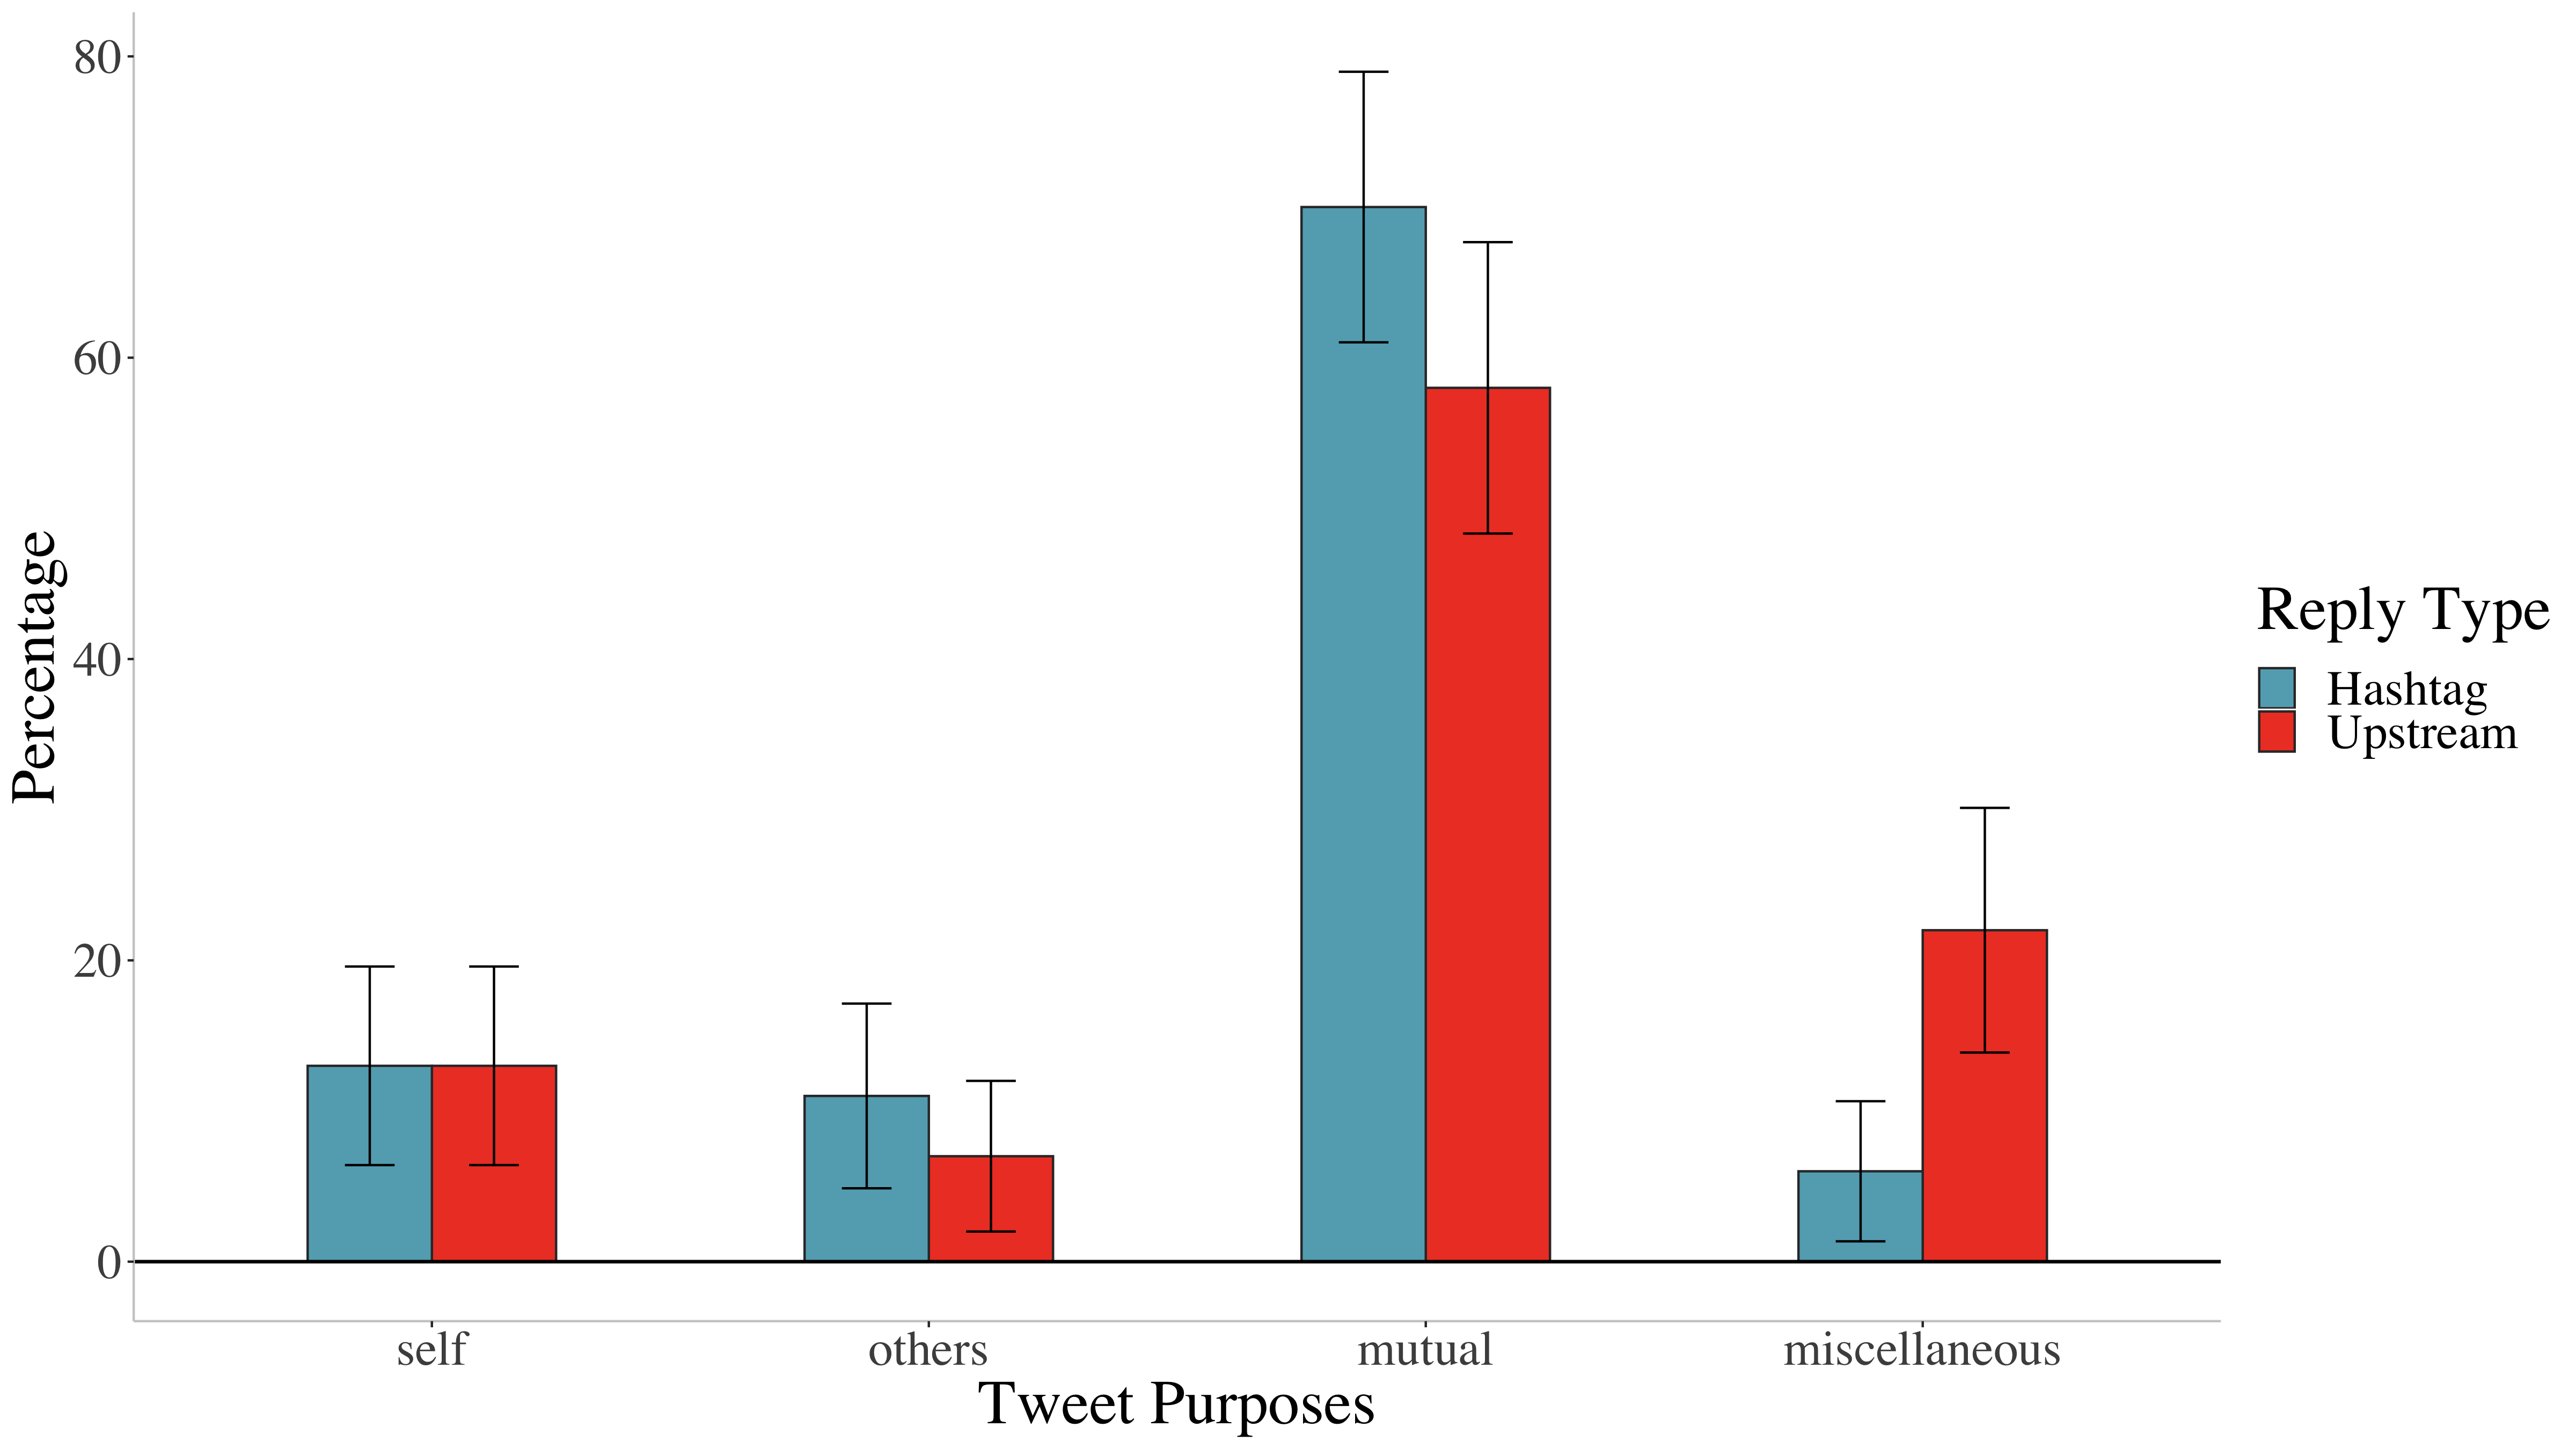 80
60
40
20
0
Percentage
self
others
mutual
miscellaneous
Tweet Purposes
Reply Type
Hashtag
Upstream